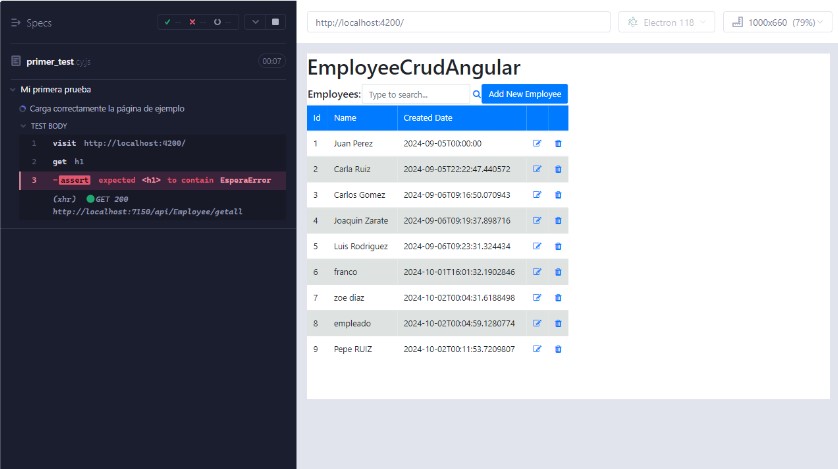 Specs
primer_test.cy.js 00:07
Mi primera prueba
Carga correctamente la página de ejemplo
TEST BODY
1 visit http://localhost:4200/
2 get h1
3 -assert expected <h1> to contain EsperaError
(xhr) GET 200
http://localhost:7150/api/Employee/getall
http://localhost:4200/
Electron 118
1000x660 (79%)
EmployeeCrudAngular
Employees: Type to search... Add New Employee
Id Name Created Date
1 Juan Perez 2024-09-05T00:00:00
2 Carla Ruiz 2024-09-05T22:22:47.440572
3 Carlos Gomez 2024-09-06T09:16:50.070943
4 Joaquin Zarate 2024-09-06T09:19:37.898716
5 Luis Rodriguez 2024-09-06T09:23:31.324434
6 franco 2024-10-01T16:01:32.1902846
7 zoe diaz 2024-10-02T00:04:31.6188498
8 empleado 2024-10-02T00:04:59.1280774
9 Pepe RUIZ 2024-10-02T00:11:53.7209807